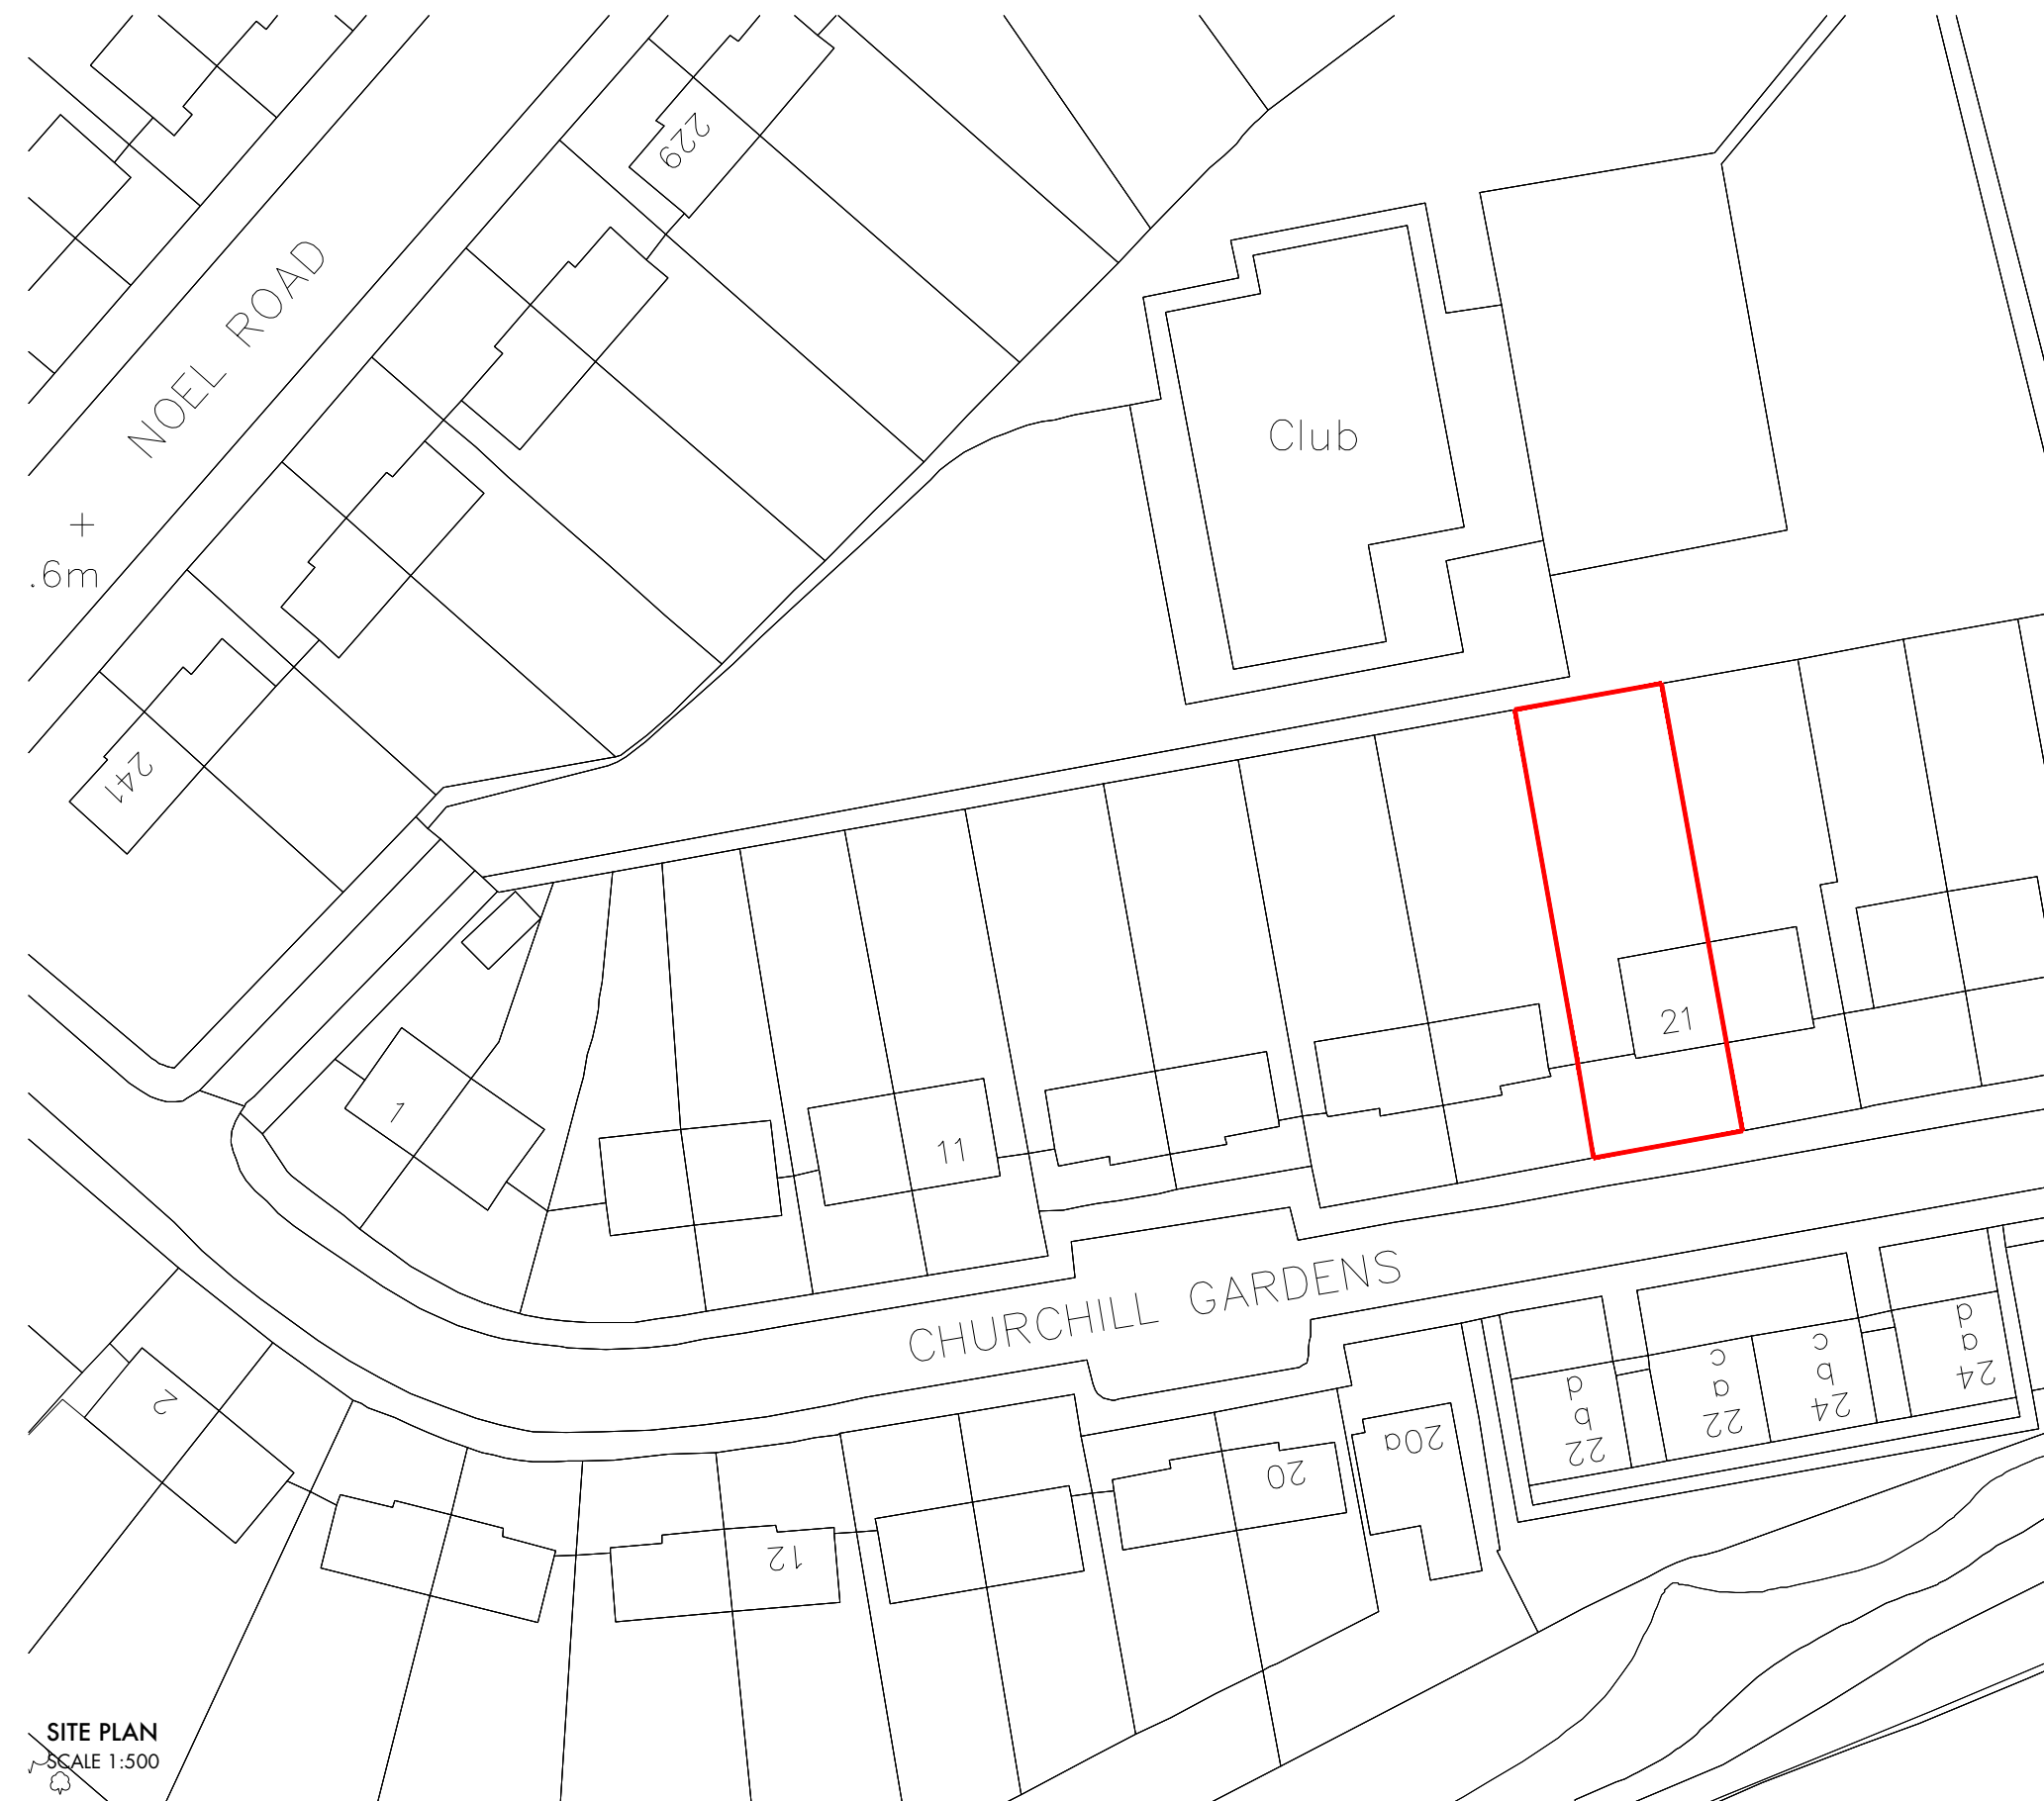 229
NOEL ROAD
Club
.6m
241
21
1
11
CHURCHILL GARDENS
2
12
20
20a
22
b
d
22
a
c
24
b
c
24
a
d
SITE PLAN
SCALE 1:500